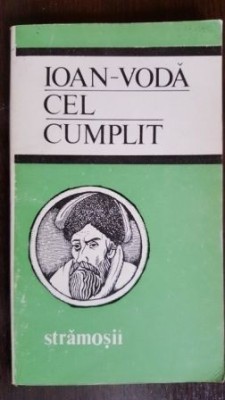 IOAN-VODĂ
CEL
CUMPLIT
strămoșii